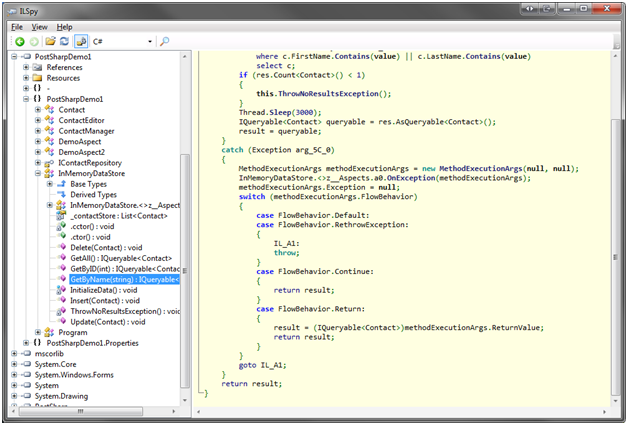 ILSpy
File View Help
C#
PostSharpDemo1
References
Resources
{} -
{} PostSharpDemo1
Contact
ContactEditor
ContactManager
DemoAspect
DemoAspect2
IContactRepository
InMemoryDataStore
Base Types
Derived Types
InMemoryDataStore.<>z__Aspects
_contactStore : List<Contact>
.cctor() : void
.ctor() : void
Delete(Contact) : void
GetAll() : IQueryable<Contact>
GetByID(int) : IQueryable<Contac
GetByName(string) : IQueryable<
InitializeData() : void
Insert(Contact) : void
ThrowNoResultsException() : void
Update(Contact) : void
Program
{} PostSharpDemo1.Properties
mscorlib
System.Core
System.Windows.Forms
System
System.Drawing
PostSharp
where c.FirstName.Contains(value) || c.LastName.Contains(value)
select c;
if (res.Count<Contact>() < 1)
{
this.ThrowNoResultsException();
}
Thread.Sleep(3000);
IQueryable<Contact> queryable = res.AsQueryable<Contact>();
result = queryable;
}
catch (Exception arg_5C_0)
{
MethodExecutionArgs methodExecutionArgs = new MethodExecutionArgs(null, null);
InMemoryDataStore.<>z__Aspects.a0.OnException(methodExecutionArgs);
methodExecutionArgs.Exception = null;
switch (methodExecutionArgs.FlowBehavior)
{
case FlowBehavior.Default:
case FlowBehavior.RethrowException:
{
IL_A1:
throw;
}
case FlowBehavior.Continue:
{
return result;
}
case FlowBehavior.Return:
{
result = (IQueryable<Contact>)methodExecutionArgs.ReturnValue;
return result;
}
}
goto IL_A1;
}
return result;
}